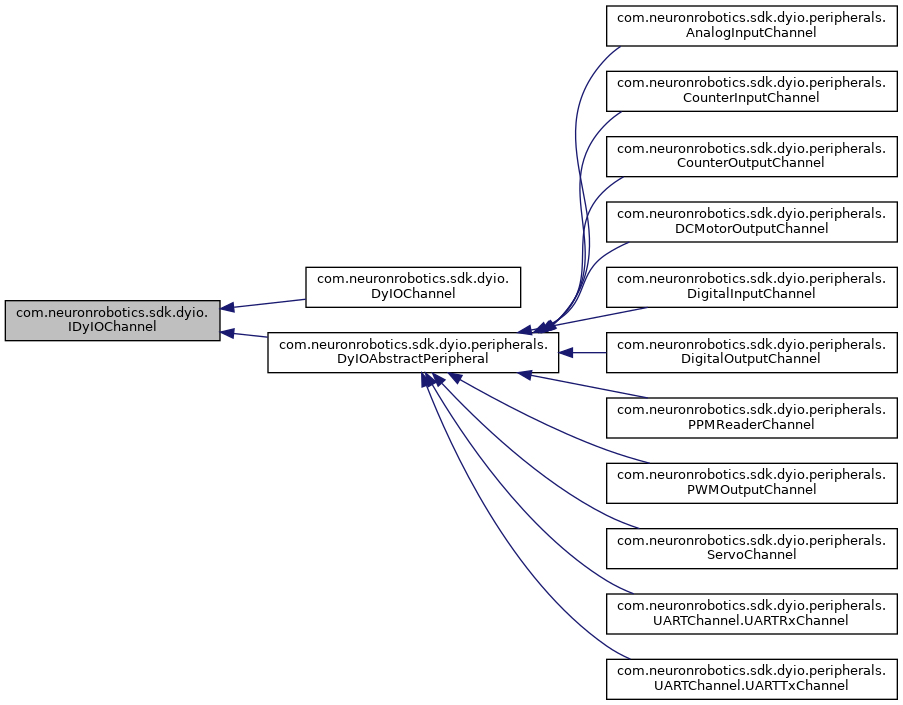 com.neuronrobotics.sdk.dyio.
IDyIOChannel
com.neuronrobotics.sdk.dyio.
DyIOChannel
com.neuronrobotics.sdk.dyio.peripherals.
DyIOAbstractPeripheral
com.neuronrobotics.sdk.dyio.peripherals.
AnalogInputChannel
com.neuronrobotics.sdk.dyio.peripherals.
CounterInputChannel
com.neuronrobotics.sdk.dyio.peripherals.
CounterOutputChannel
com.neuronrobotics.sdk.dyio.peripherals.
DCMotorOutputChannel
com.neuronrobotics.sdk.dyio.peripherals.
DigitalInputChannel
com.neuronrobotics.sdk.dyio.peripherals.
DigitalOutputChannel
com.neuronrobotics.sdk.dyio.peripherals.
PPMReaderChannel
com.neuronrobotics.sdk.dyio.peripherals.
PWMOutputChannel
com.neuronrobotics.sdk.dyio.peripherals.
ServoChannel
com.neuronrobotics.sdk.dyio.peripherals.
UARTChannel.UARTRxChannel
com.neuronrobotics.sdk.dyio.peripherals.
UARTChannel.UARTTxChannel